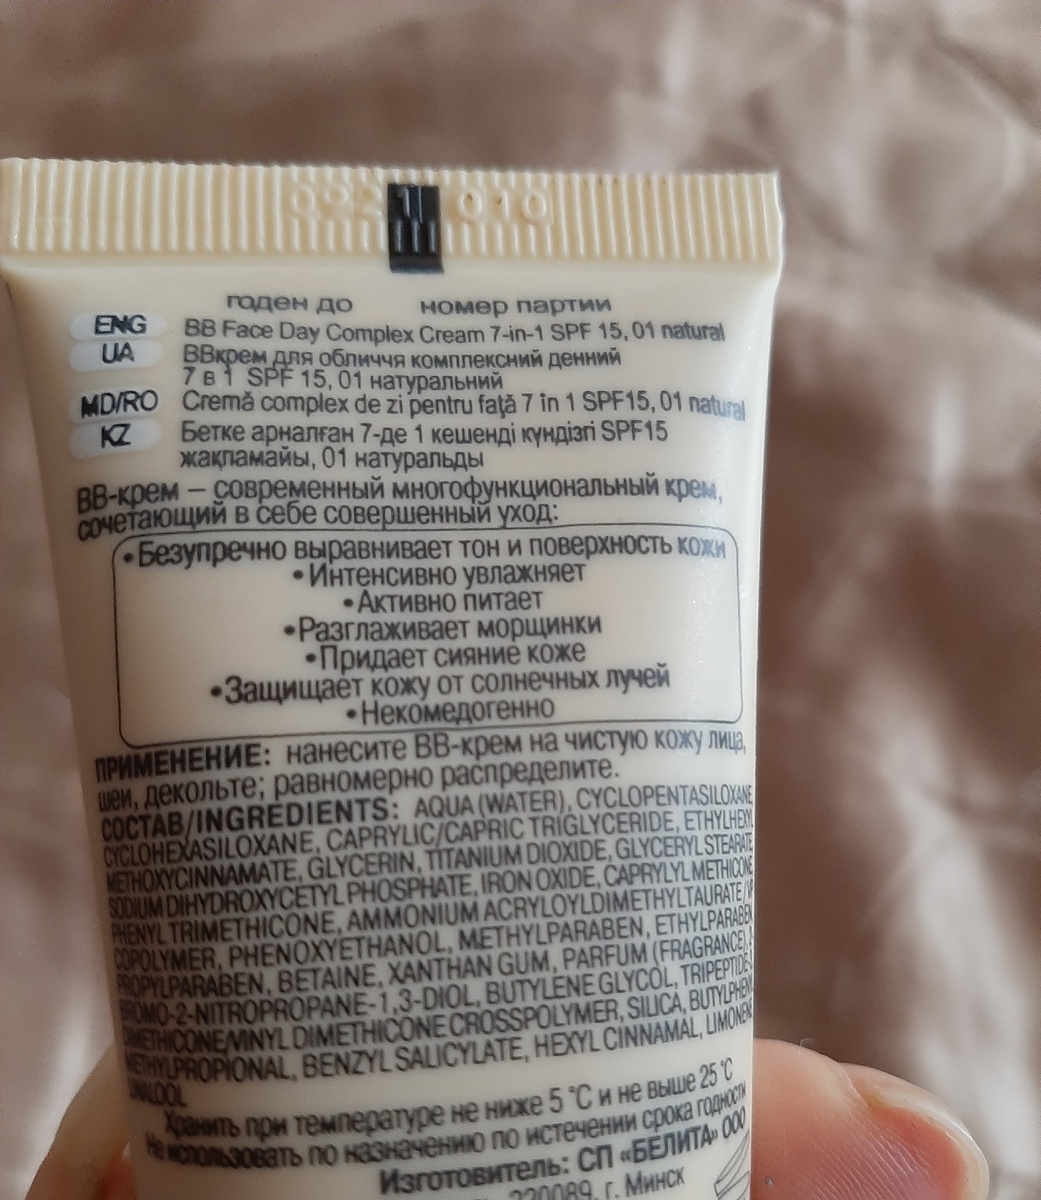 010
годен до номер партии
ENG BB Face Day Complex Cream 7-in-1 SPF 15, 01 natural
UA ВВкрем для обличчя комплексний денний
7 в 1 SPF 15, 01 натуральний
MD/RO Cremă complex de zi pentru faţă 7 în 1 SPF15, 01 natural
KZ Бетке арналған 7-де 1 кешенді күндізгі SPF15
жақпамайы, 01 натуральды
ВВ-крем – современный многофункциональный крем,
сочетающий в себе совершенный уход:
•Безупречно выравнивает тон и поверхность кожи
•Интенсивно увлажняет
•Активно питает
•Разглаживает морщинки
•Придает сияние коже
•Защищает кожу от солнечных лучей
•Некомедогенно
ПРИМЕНЕНИЕ: нанесите ВВ-крем на чистую кожу лица,
шеи, декольте; равномерно распределите.
СОСТАВ/INGREDIENTS: AQUA (WATER), CYCLOPENTASILOXANE,
CYCLOHEXASILOXANE, CAPRYLIC/CAPRIC TRIGLYCERIDE, ETHYLHEXYL
METHOXYCINNAMATE, GLYCERIN, TITANIUM DIOXIDE, GLYCERYL STEARATE,
SODIUM DIHYDROXYCETYL PHOSPHATE, IRON OXIDE, CAPRYLYL METHICONE,
PHENYL TRIMETHICONE, AMMONIUM ACRYLOYLDIMETHYLTAURATE/VP
COPOLYMER, PHENOXYETHANOL, METHYLPARABEN, ETHYLPARABEN,
PROPYLPARABEN, BETAINE, XANTHAN GUM, PARFUM (FRAGRANCE), 2-
BROMO-2-NITROPROPANE-1,3-DIOL, BUTYLENE GLYCOL,
DIMETHICONE/VINYL DIMETHICONE CROSSPOLYMER, SILICA, BUTYLPHENYL
METHYLPROPIONAL, BENZYL SALICYLATE, HEXYL CINNAMAL, LIMONENE,
LINALOOL
Хранить при температуре не ниже 5 °С и не выше 25 °С
Не использовать по назначению по истечении срока годности
Изготовитель: СП «БЕЛИТА» ООО
220089, г. Минск